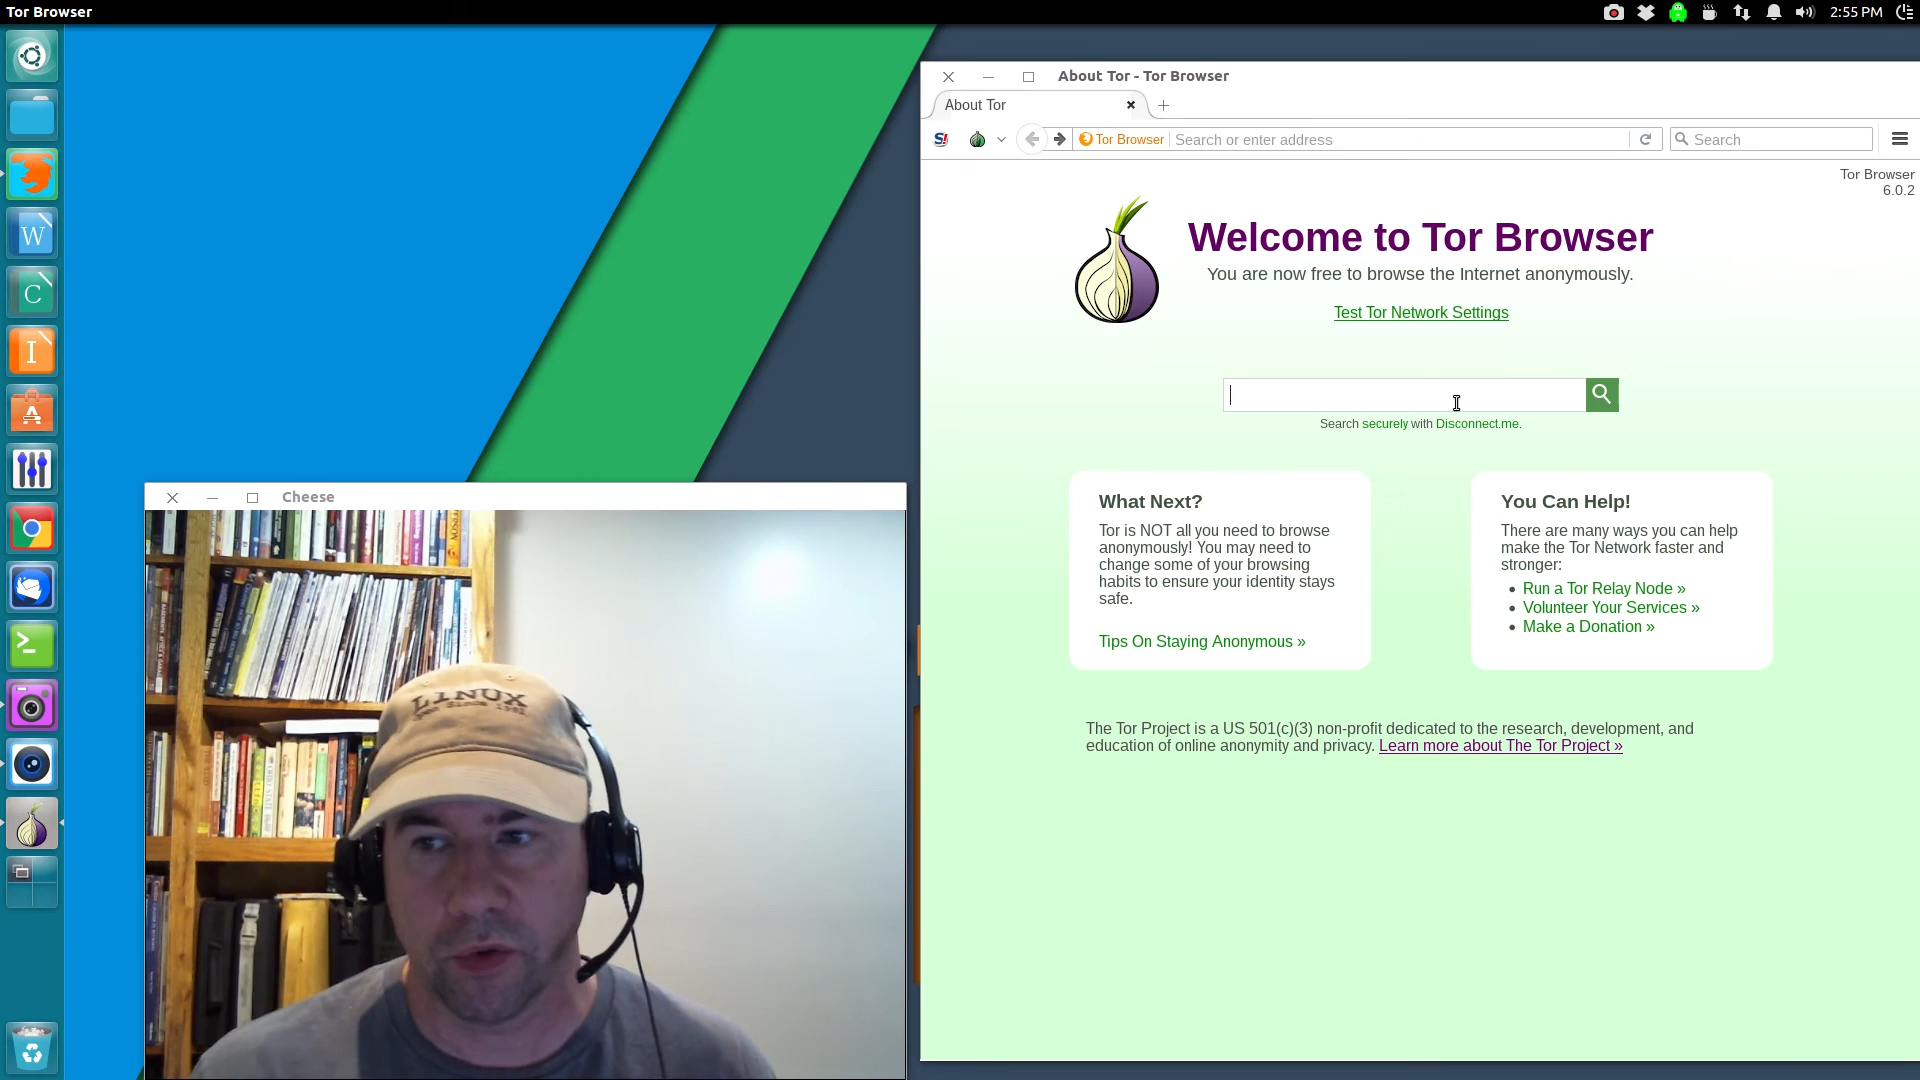 Tor Browser
2:55 PM
About Tor - Tor Browser
About Tor
S!
Tor Browser
Search or enter address
Search
Tor Browser
6.0.2
Welcome to Tor Browser
You are now free to browse the Internet anonymously.
Test Tor Network Settings
Search securely with Disconnect.me.
What Next?
Tor is NOT all you need to browse
anonymously! You may need to
change some of your browsing
habits to ensure your identity stays
safe.
Tips On Staying Anonymous »
You Can Help!
There are many ways you can help
make the Tor Network faster and
stronger:
• Run a Tor Relay Node »
• Volunteer Your Services »
• Make a Donation »
The Tor Project is a US 501(c)(3) non-profit dedicated to the research, development, and
education of online anonymity and privacy. Learn more about The Tor Project »
W
C
I
A
>_
Cheese
LINUX
Open Since 1991